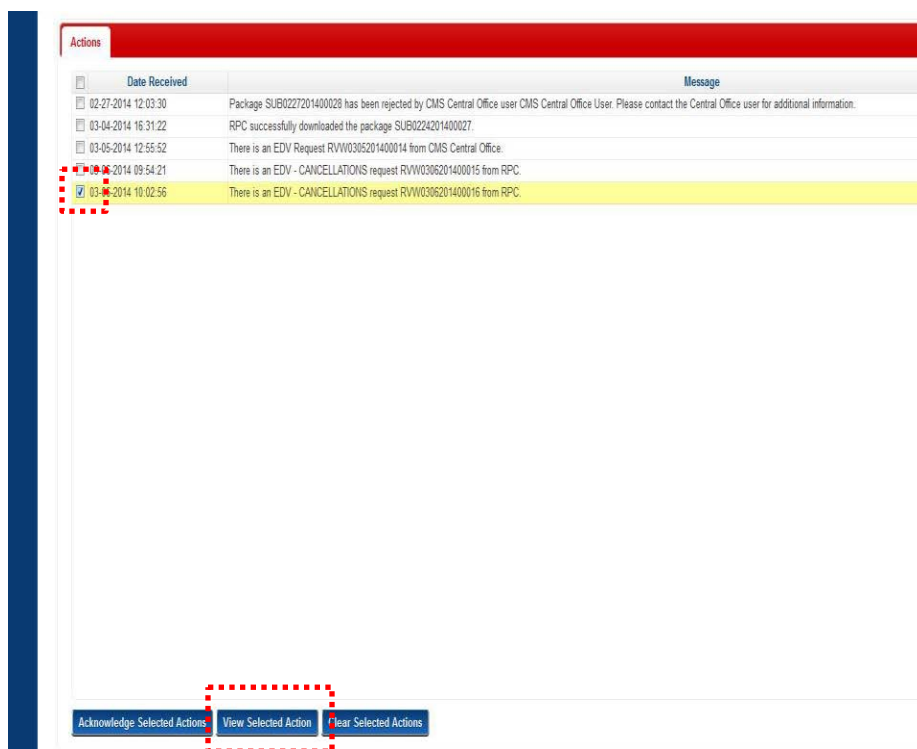 Actions
Date Received Message
02-27-2014 12:03:30 Package SUB0227201400028 has been rejected by CMS Central Office user CMS Central Office User. Please contact the Central Office user for additional information.
03-04-2014 16:31:22 RPC successfully downloaded the package SUB0224201400027.
03-05-2014 12:55:52 There is an EDV Request RVW0305201400014 from CMS Central Office.
03-06-2014 09:54:21 There is an EDV - CANCELLATIONS request RVW0306201400015 from RPC.
03-06-2014 10:02:56 There is an EDV - CANCELLATIONS request RVW0306201400016 from RPC.
Acknowledge Selected Actions View Selected Action Clear Selected Actions